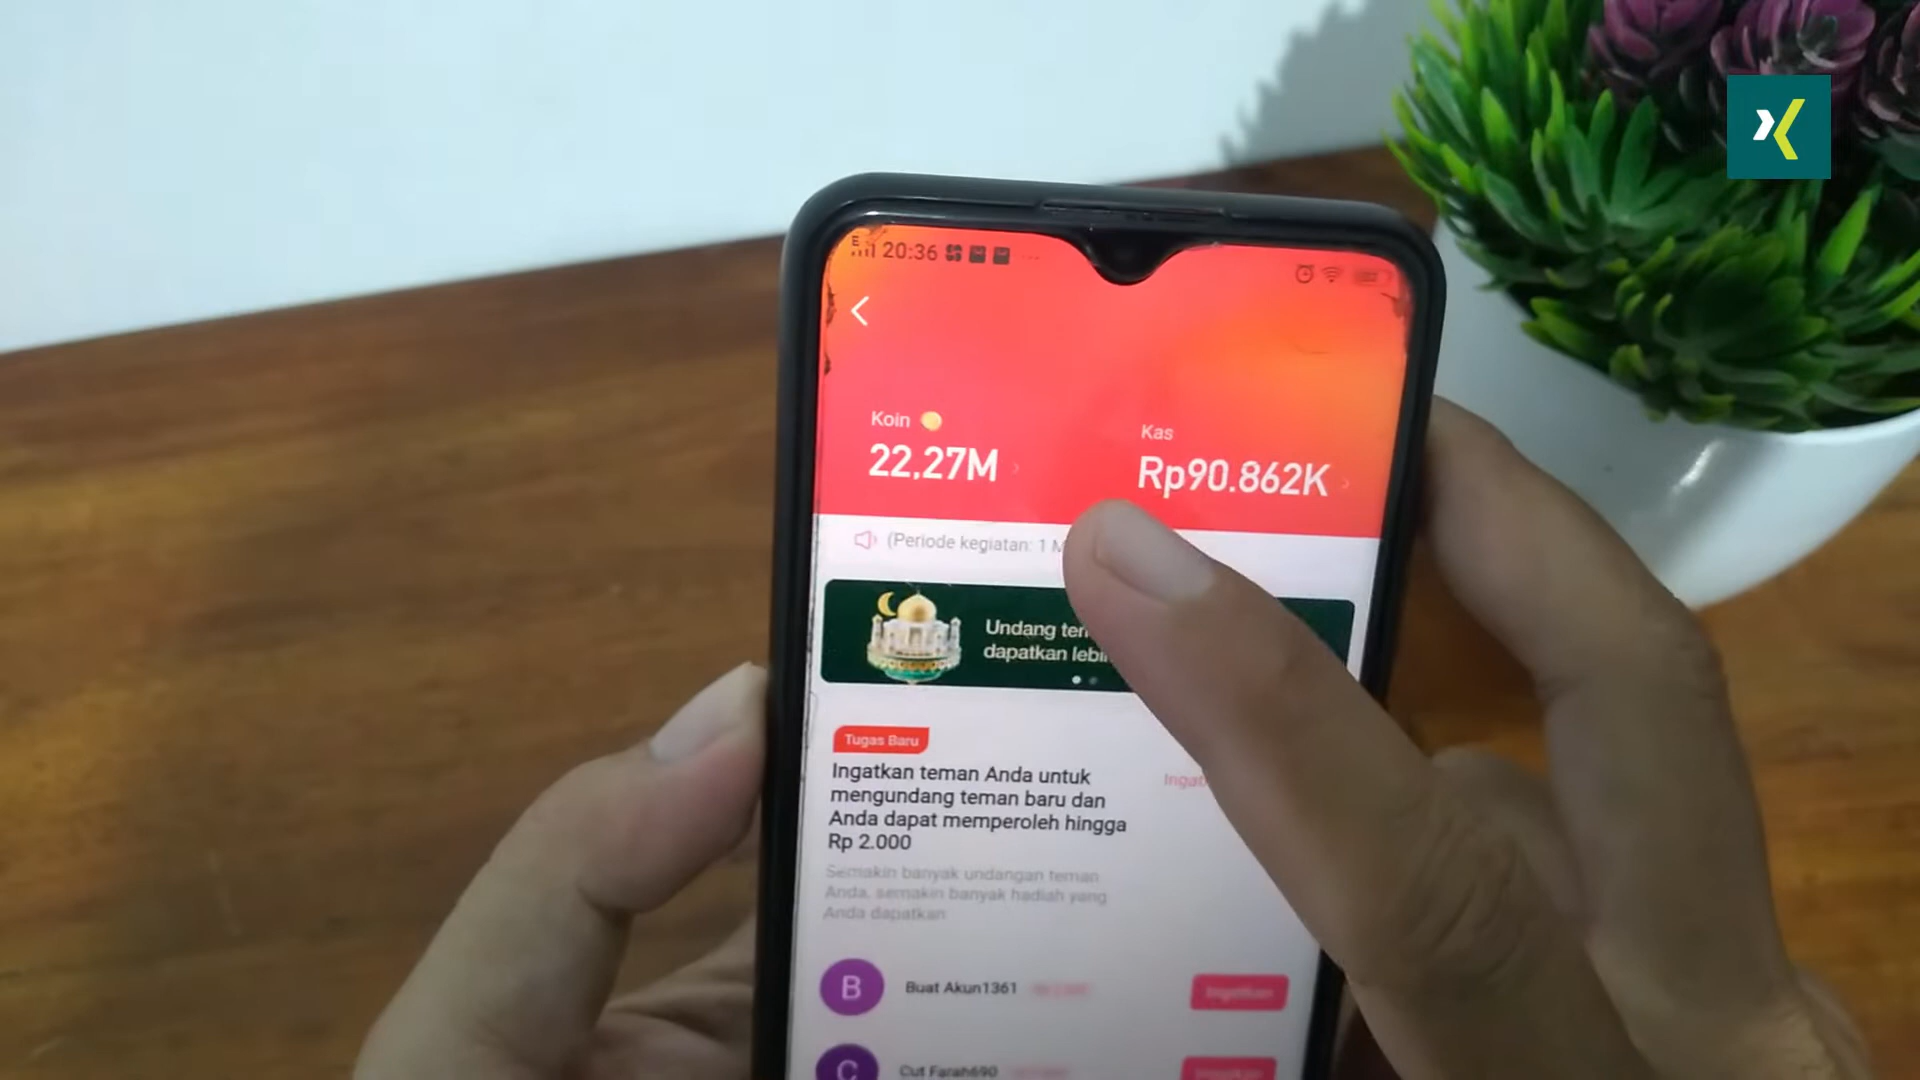 20:36
Koin
22,27M
Kas
Rp90.862K
(Periode kegiatan: 1
Undang
dapatkan
Tugas Baru
Ingatkan teman Anda untuk
mengundang teman baru dan
Anda dapat memperoleh hingga
Rp 2.000
Semakin banyak undangan teman
Anda, semakin banyak hadiah yang
Anda dapatkan
B
Buat Akun1361
Ingatkan
C
Cut Farah690